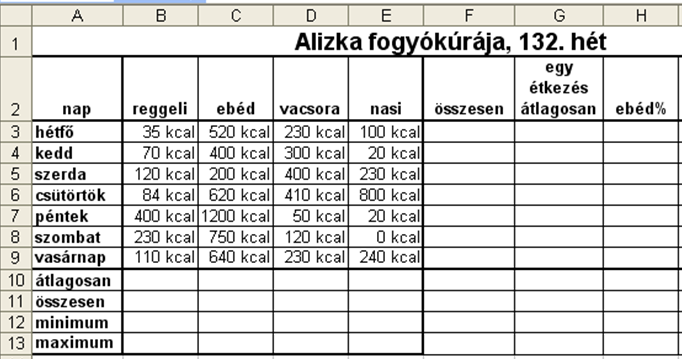 A B C D E F G H
1 Alizka fogyókúrája, 132. hét
2 nap reggeli ebéd vacsora nasi összesen egy étkezés átlagosan ebéd%
3 hétfő 35 kcal 520 kcal 230 kcal 100 kcal
4 kedd 70 kcal 400 kcal 300 kcal 20 kcal
5 szerda 120 kcal 200 kcal 400 kcal 230 kcal
6 csütörtök 84 kcal 620 kcal 410 kcal 800 kcal
7 péntek 400 kcal 1200 kcal 50 kcal 20 kcal
8 szombat 230 kcal 750 kcal 120 kcal 0 kcal
9 vasárnap 110 kcal 640 kcal 230 kcal 240 kcal
10 átlagosan
11 összesen
12 minimum
13 maximum